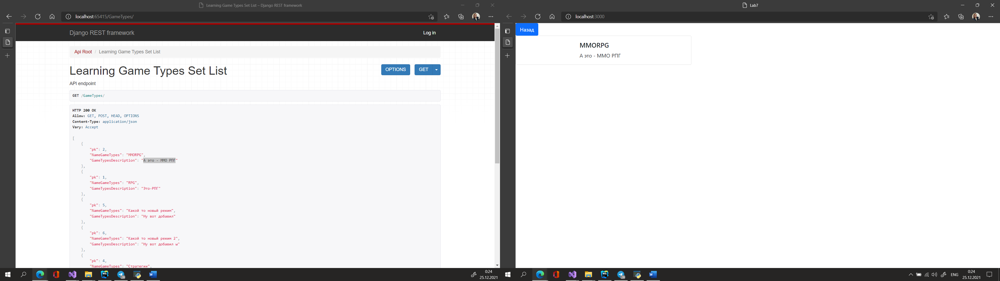 Learning Game Types Set List – Django REST framework
localhost:65415/GameTypes/
Django REST framework
Log in
Api Root / Learning Game Types Set List
Learning Game Types Set List
OPTIONS
GET
API endpoint
GET /GameTypes/
HTTP 200 OK
Allow: GET, POST, HEAD, OPTIONS
Content-Type: application/json
Vary: Accept
[
{
"pk": 2,
"NameGameTypes": "MMORPG",
"GameTypesDescription": "А это - ММО РПГ"
},
{
"pk": 1,
"NameGameTypes": "RPG",
"GameTypesDescription": "Это-РПГ"
},
{
"pk": 5,
"NameGameTypes": "Какой то новый режим",
"GameTypesDescription": "Ну вот добавил"
},
{
"pk": 6,
"NameGameTypes": "Какой то новый режим 2",
"GameTypesDescription": "Ну вот добавил ы"
},
{
"pk": 4,
"NameGameTypes": "Стратегии",
0:24
25.12.2021
Lab7
localhost:3000
Назад
MMORPG
А это - ММО РПГ
ENG
0:24
25.12.2021